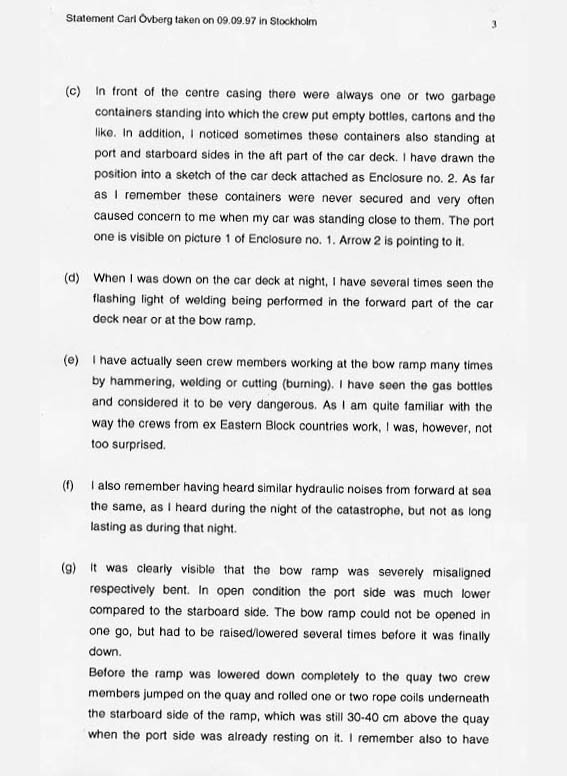 Statement Carl Övberg taken on 09.09.97 in Stockholm
3
(c) In front of the centre casing there were always one or two garbage
containers standing into which the crew put empty bottles, cartons and the
like. In addition, I noticed sometimes these containers also standing at
port and starboard sides in the aft part of the car deck. I have drawn the
position into a sketch of the car deck attached as Enclosure no. 2. As far
as I remember these containers were never secured and very often
caused concern to me when my car was standing close to them. The port
one is visible on picture 1 of Enclosure no. 1. Arrow 2 is pointing to it.
(d) When I was down on the car deck at night, I have several times seen the
flashing light of welding being performed in the forward part of the car
deck near or at the bow ramp.
(e) I have actually seen crew members working at the bow ramp many times
by hammering, welding or cutting (burning). I have seen the gas bottles
and considered it to be very dangerous. As I am quite familiar with the
way the crews from ex Eastern Block countries work, I was, however, not
too surprised.
(f) I also remember having heard similar hydraulic noises from forward at sea
the same, as I heard during the night of the catastrophe, but not as long
lasting as during that night.
(g) It was clearly visible that the bow ramp was severely misaligned
respectively bent. In open condition the port side was much lower
compared to the starboard side. The bow ramp could not be opened in
one go, but had to be raised/lowered several times before it was finally
down.
Before the ramp was lowered down completely to the quay two crew
members jumped on the quay and rolled one or two rope coils underneath
the starboard side of the ramp, which was still 30-40 cm above the quay
when the port side was already resting on it. I remember also to have